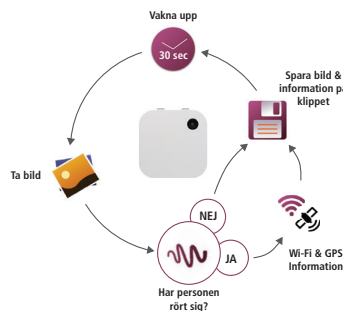 Vakna upp
30 sec
Spara bild &
information på
klippet
Ta bild
NEJ
JA
Wi-Fi & GPS
Information
Har personen
rört sig?